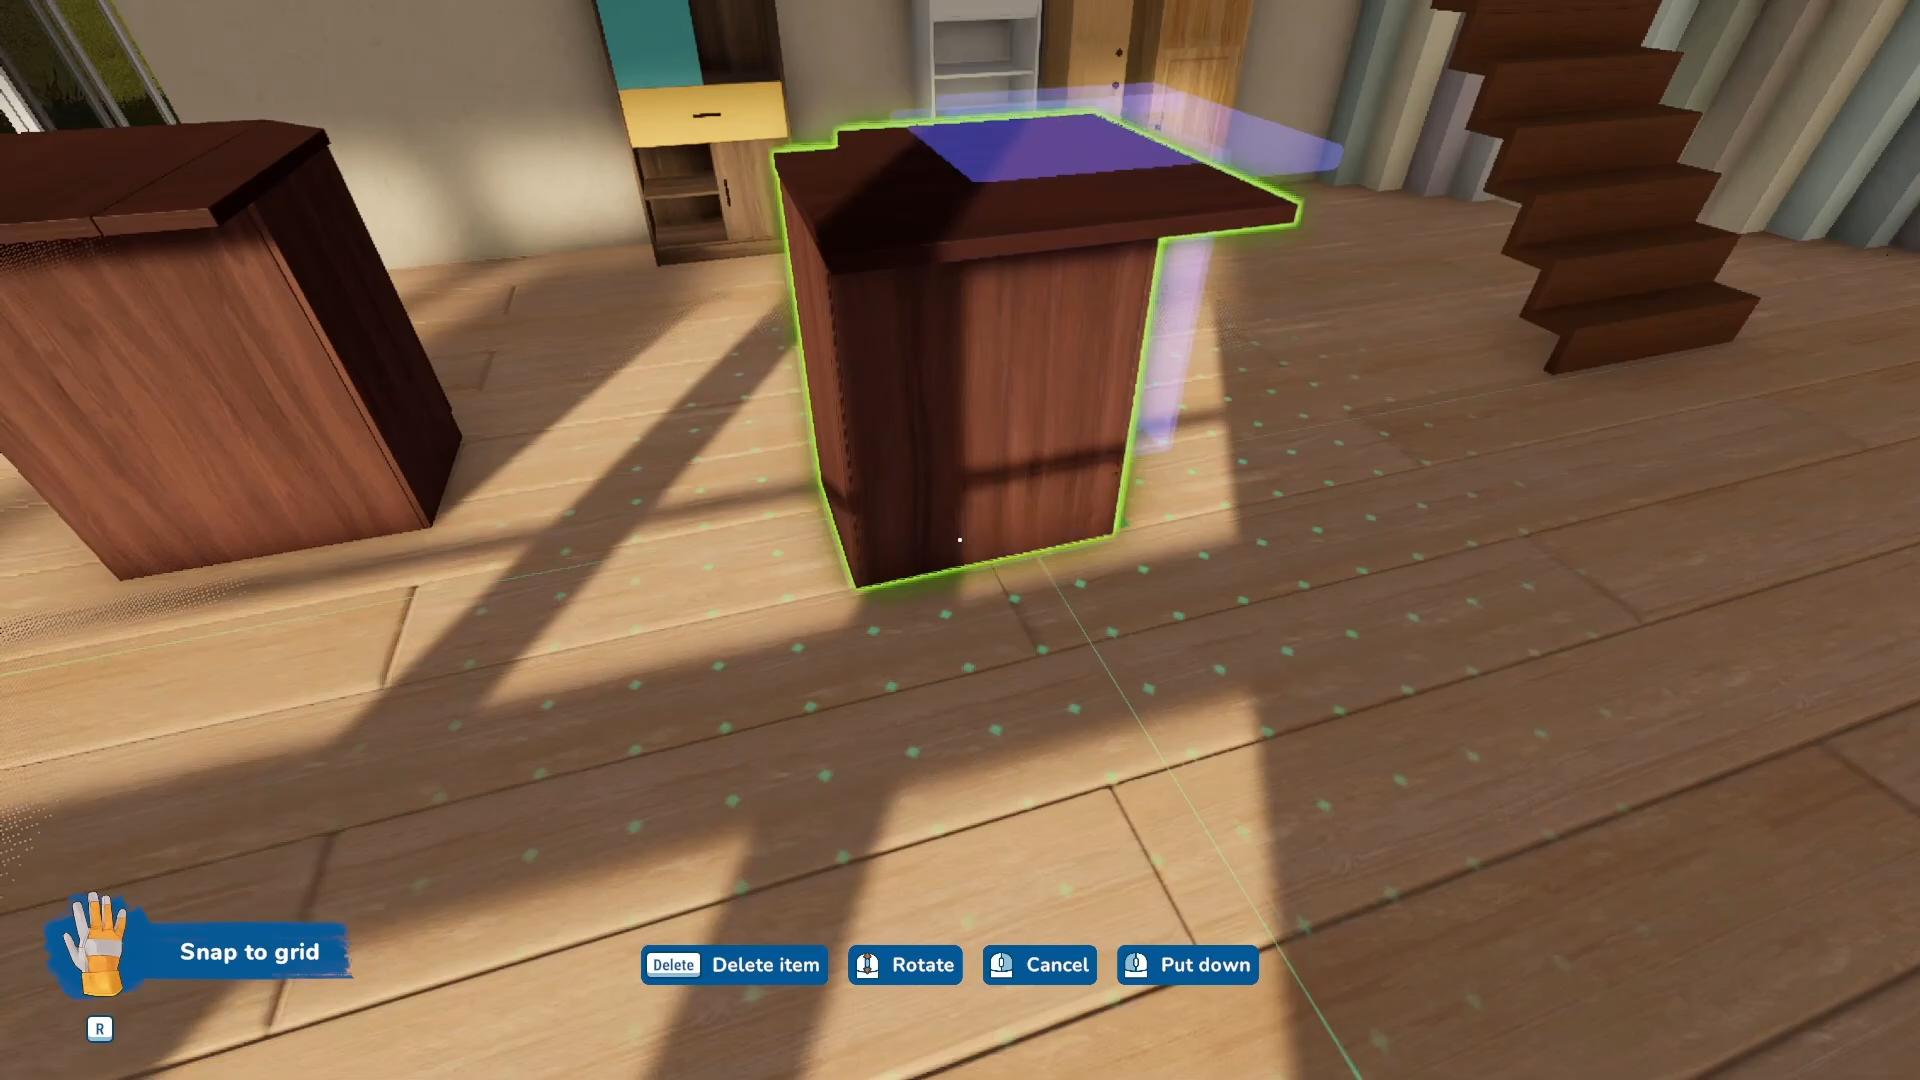 Snap to grid
R
Delete Delete item
Rotate
Cancel
Put down